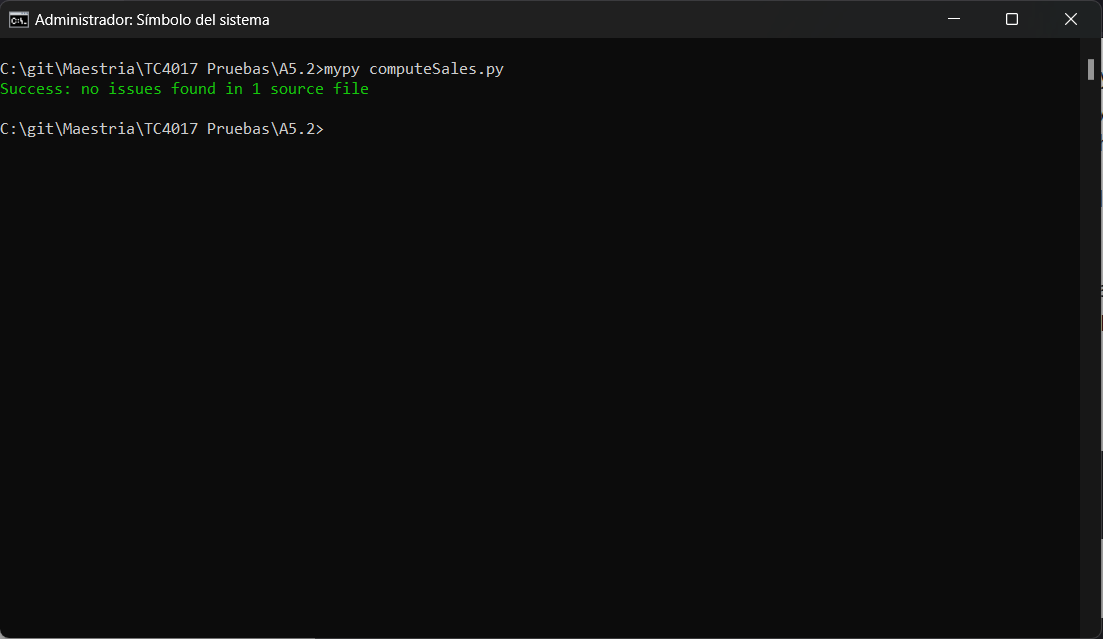 Administrador: Símbolo del sistema
C:\git\Maestria\TC4017 Pruebas\A5.2>mypy computeSales.py
Success: no issues found in 1 source file
C:\git\Maestria\TC4017 Pruebas\A5.2>